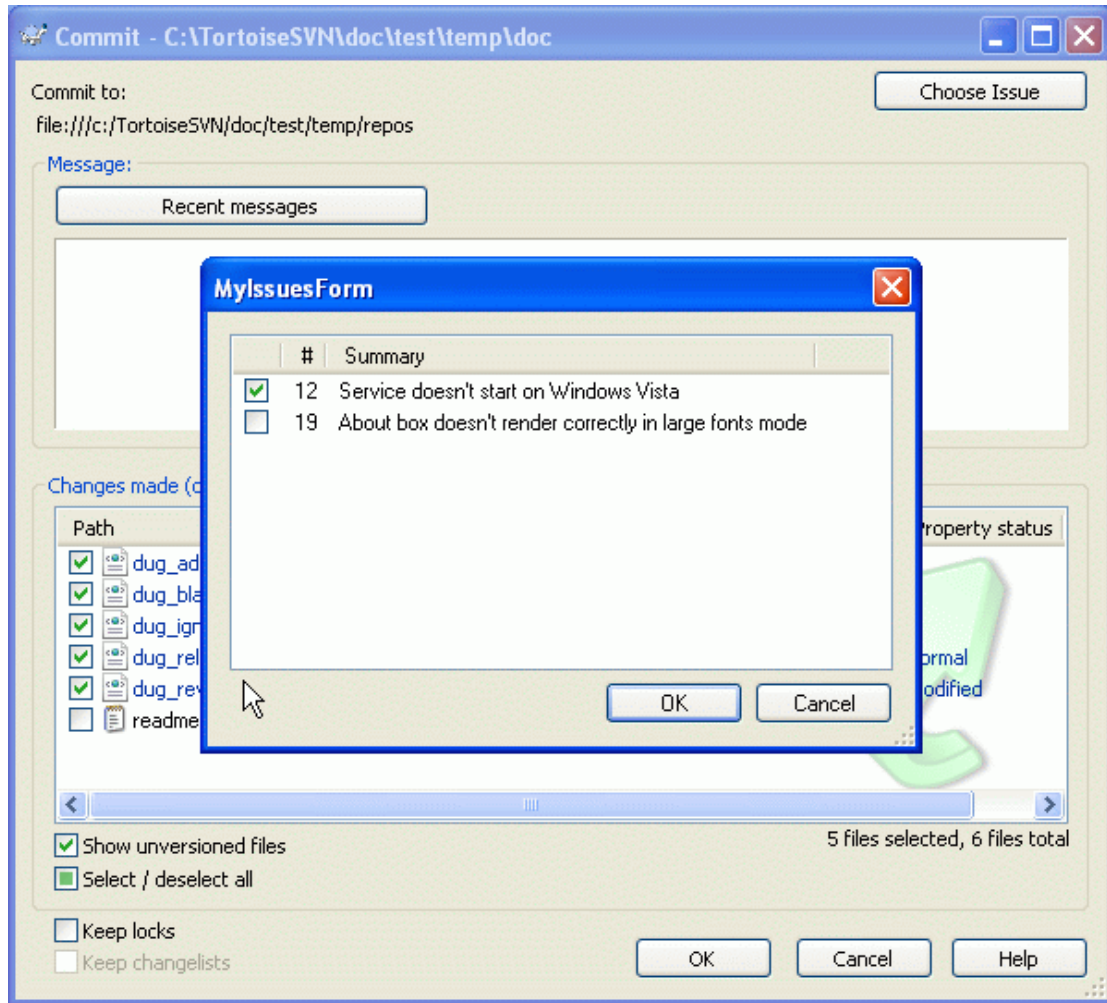 Commit - C:\TortoiseSVN\doc\test\temp\doc
Commit to:
Choose Issue
file:///c:/TortoiseSVN/doc/test/temp/repos
Message:
Recent messages
MyIssuesForm
# Summary
12 Service doesn't start on Windows Vista
19 About box doesn't render correctly in large fonts mode
OK Cancel
Changes made
Path
Property status
dug_ad
dug_bla
dug_ign
dug_rel
ormal
dug_rev
odified
readme
5 files selected, 6 files total
Show unversioned files
Select / deselect all
Keep locks
Keep changelists
OK Cancel Help